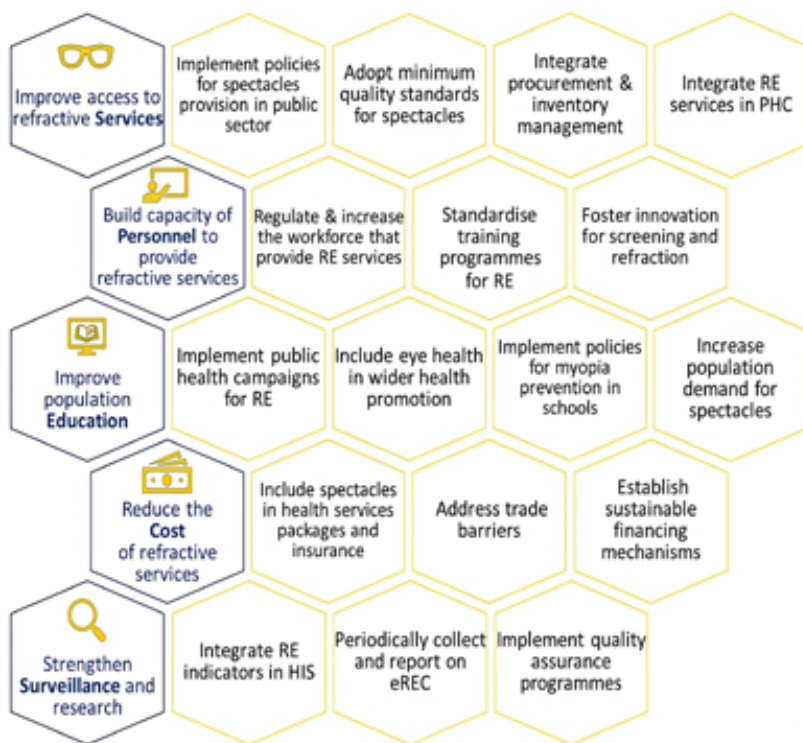 Improve access to
refractive Services
Implement policies
for spectacles
provision in public
sector
Adopt minimum
quality standards
for spectacles
Integrate
procurement &
inventory
management
Integrate RE
services in PHC
Build capacity of
Personnel to
provide
refractive services
Regulate & increase
the workforce that
provide RE services
Standardise
training
programmes
for RE
Foster innovation
for screening and
refraction
Improve
population
Education
Implement public
health campaigns
for RE
Include eye health
in wider health
promotion
Implement policies
for myopia
prevention in
schools
Increase
population
demand for
spectacles
Reduce the
Cost
of refractive
services
Include spectacles
in health services
packages and
insurance
Address trade
barriers
Establish
sustainable
financing
mechanisms
Strengthen
Surveillance and
research
Integrate RE
indicators in HIS
Periodically collect
and report on
eREC
Implement quality
assurance
programmes